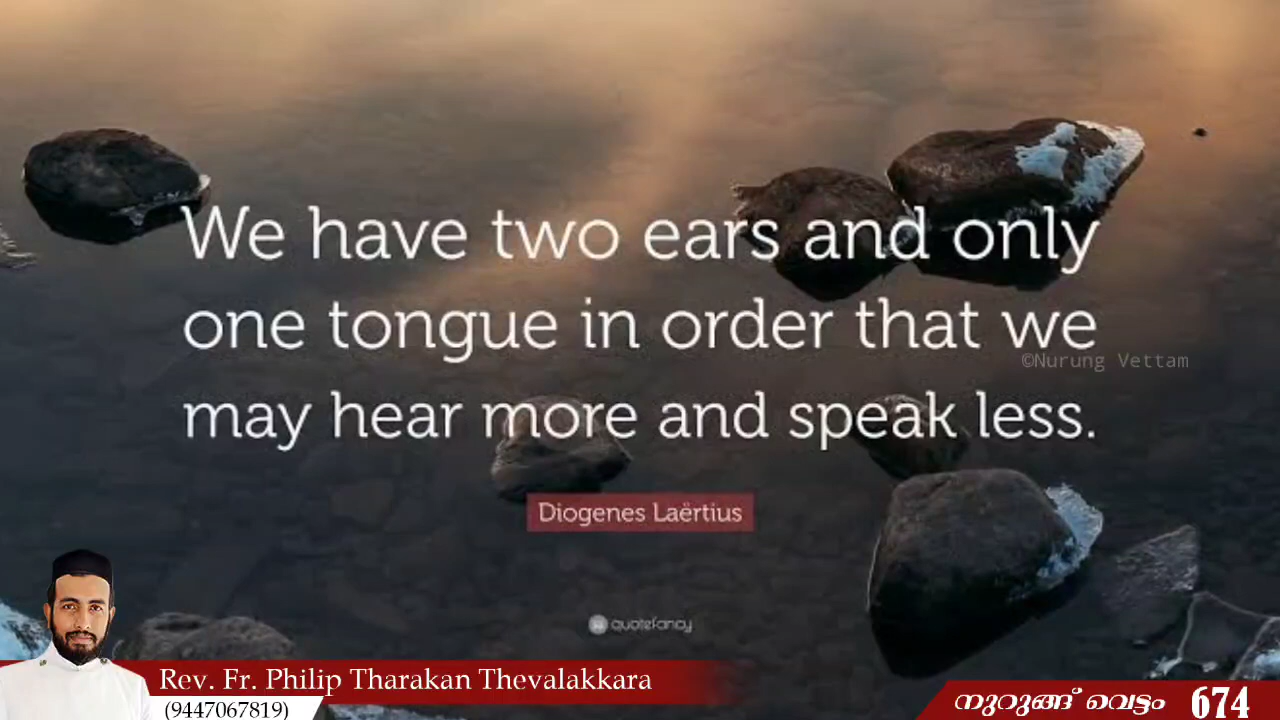 We have two ears and only
one tongue in order that we
©Nurung Vettam
may hear more and speak less.
Diogenes Laërtius
quotefancy
Rev. Fr. Philip Tharakan Thevalakkara
(9447067819)
നുറുങ്ങ് വെട്ടം 674